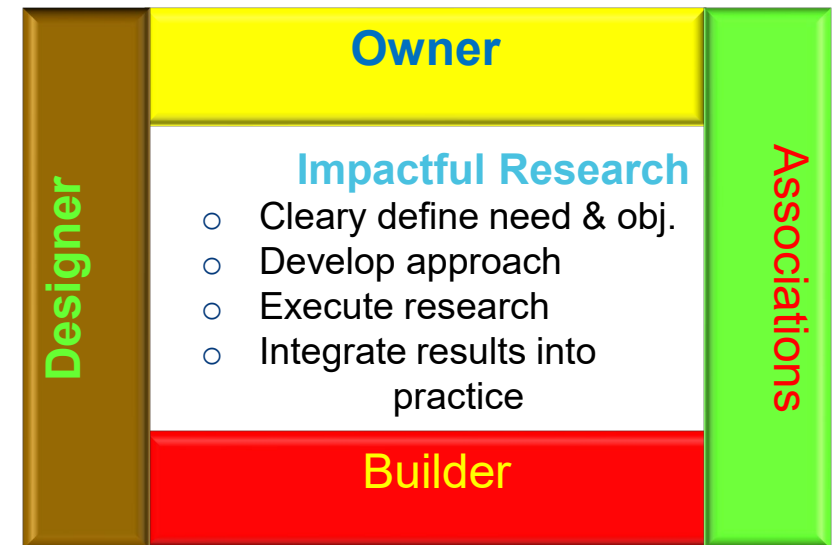 Owner
Designer
Impactful Research
o Cleary define need & obj.
o Develop approach
o Execute research
o Integrate results into
practice
Associations
Builder